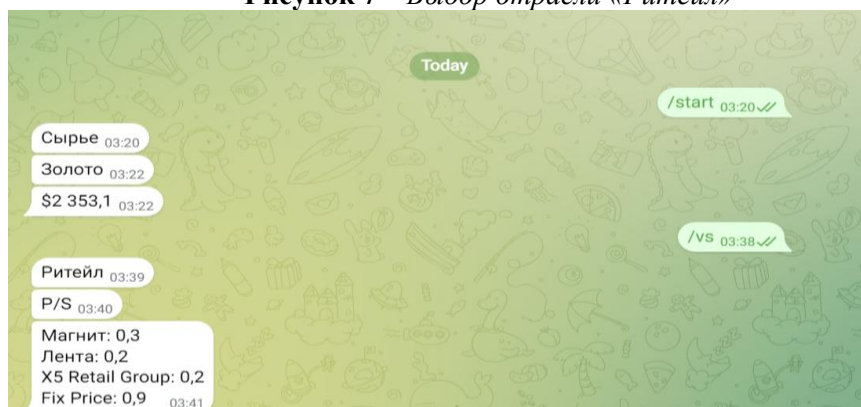 Рисунок 7 – Выбор отрасли «Ритейл»
Today
/start 03:20
Сырье 03:20
Золото 03:22
$2 353,1 03:22
/vs 03:38
Ритейл 03:39
P/S 03:40
Магнит: 0,3
Лента: 0,2
X5 Retail Group: 0,2
Fix Price: 0,9 03:41